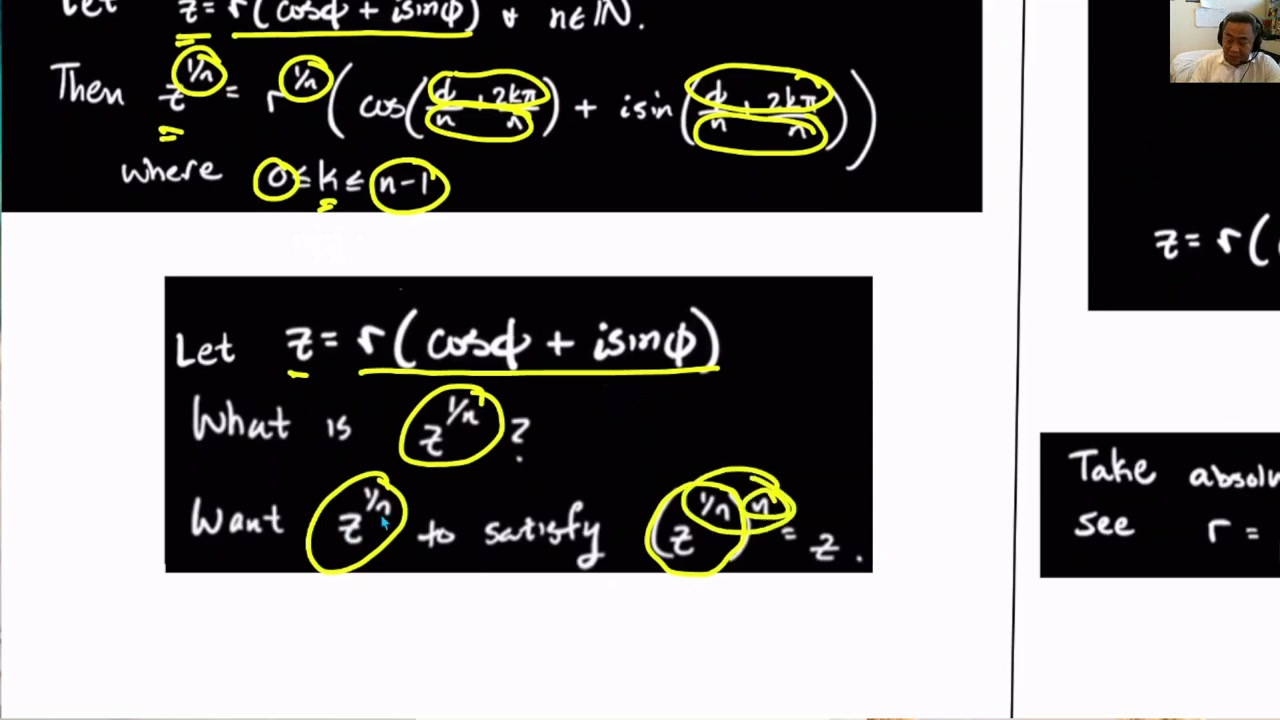 Let z = r(cosϕ + isinϕ) ∀ n∈ℕ.
Then z^{1/n} = r^{1/n}(cos(ϕ/n + 2kπ/n) + isin(ϕ/n + 2kπ/n))
where 0 ≤ k ≤ n-1
Let z = r(cosϕ + isinϕ)
What is z^{1/n} ?
Want z^{1/n} to satisfy (z^{1/n})^n = z .
z = r(
Take absolu
see r =